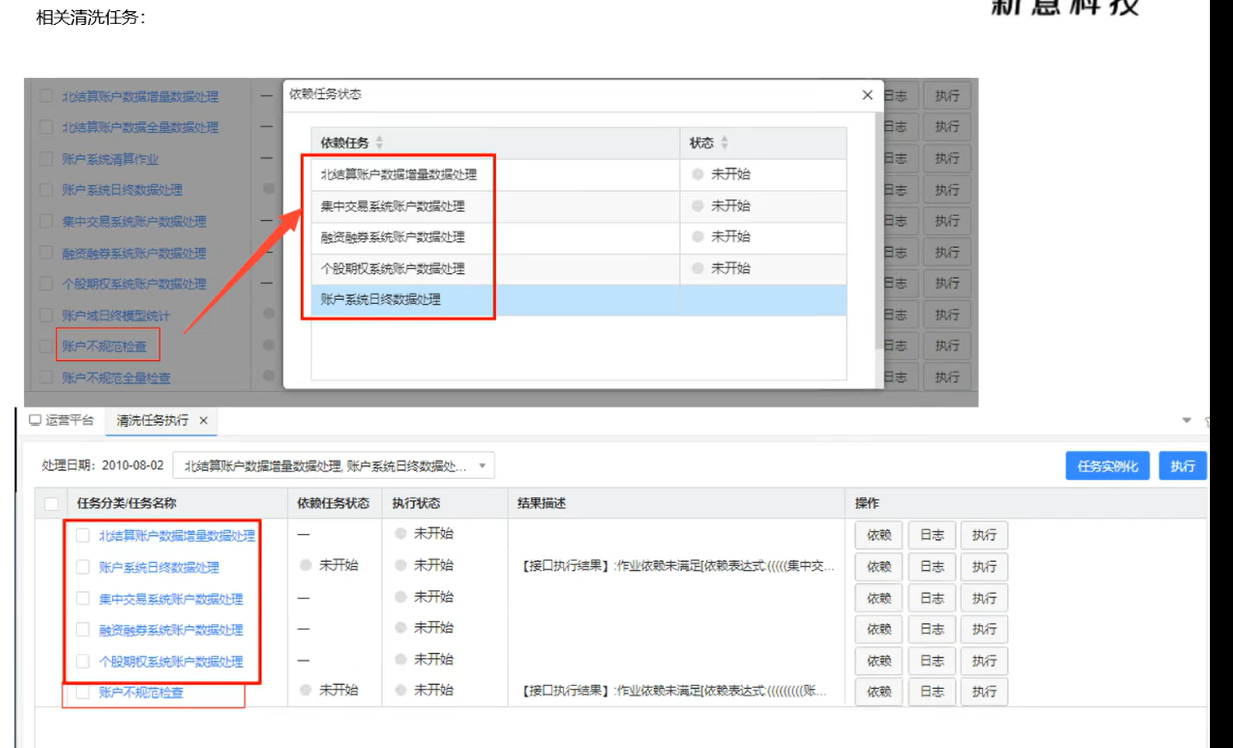 相关清洗任务：
新意科技
北结算账户数据增量数据处理 — 日志 执行
北结算账户数据全量数据处理 — 日志 执行
账户系统清算作业 — 日志 执行
账户系统日终数据处理 日志 执行
集中交易系统账户数据处理 — 日志 执行
融资融券系统账户数据处理 — 日志 执行
个股期权系统账户数据处理 — 日志 执行
账户域日终模型统计 日志 执行
账户不规范检查 日志 执行
账户不规范全量检查 日志 执行
依赖任务状态
依赖任务 状态
北结算账户数据增量数据处理 未开始
集中交易系统账户数据处理 未开始
融资融券系统账户数据处理 未开始
个股期权系统账户数据处理 未开始
账户系统日终数据处理
运营平台 清洗任务执行
处理日期：2010-08-02 北结算账户数据增量数据处理, 账户系统日终数据处... 任务实例化 执行
任务分类/任务名称 依赖任务状态 执行状态 结果描述 操作
北结算账户数据增量数据处理 — 未开始 依赖 日志 执行
账户系统日终数据处理 未开始 未开始 【接口执行结果】:作业依赖未满足[依赖表达式:(((((集中交... 依赖 日志 执行
集中交易系统账户数据处理 — 未开始 依赖 日志 执行
融资融券系统账户数据处理 — 未开始 依赖 日志 执行
个股期权系统账户数据处理 — 未开始 依赖 日志 执行
账户不规范检查 未开始 未开始 【接口执行结果】:作业依赖未满足[依赖表达式:(((((((((账... 依赖 日志 执行